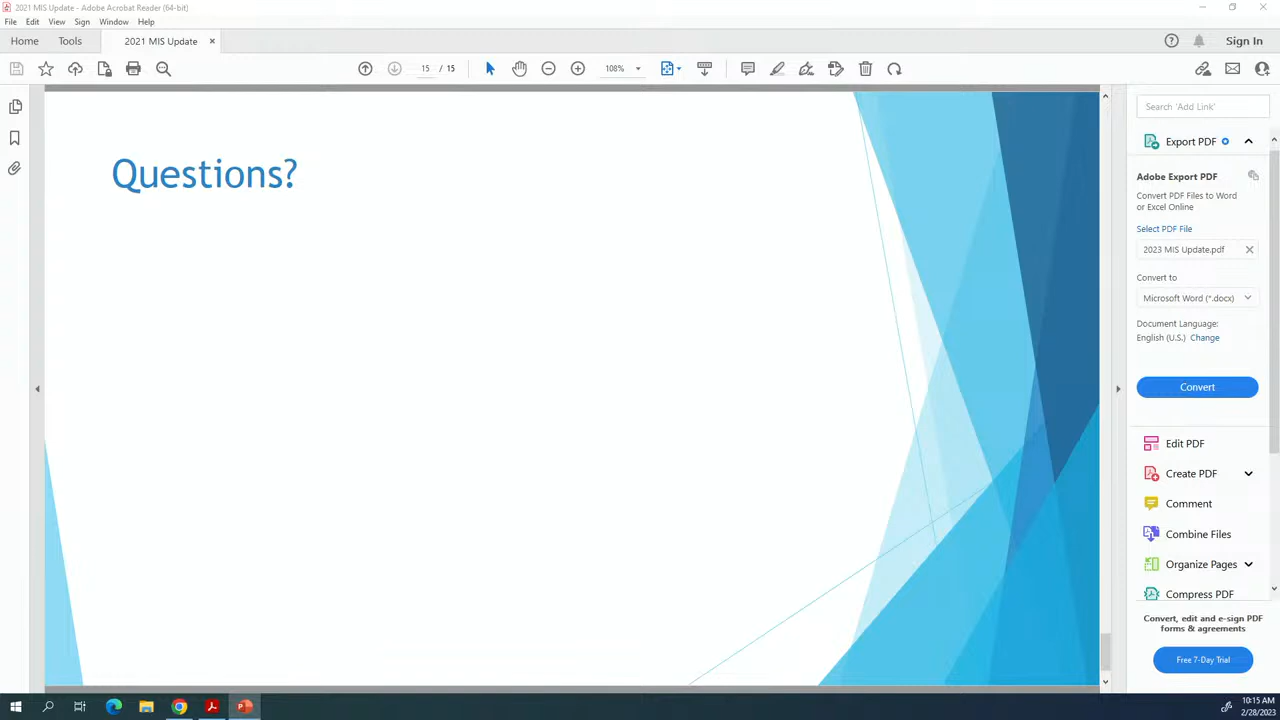 2021 MIS Update - Adobe Acrobat Reader (64-bit)
File Edit View Sign Window Help
Home Tools 2021 MIS Update × Sign In
15 / 15 108%
Search 'Add Link'
Export PDF
Adobe Export PDF
Convert PDF Files to Word
or Excel Online
Select PDF File
2023 MIS Update.pdf
Convert to
Microsoft Word (*.docx)
Document Language:
English (U.S.) Change
Convert
Edit PDF
Create PDF
Comment
Combine Files
Organize Pages
Compress PDF
Convert, edit and e-sign PDF
forms & agreements
Free 7-Day Trial
Questions?
10:15 AM
2/28/2023